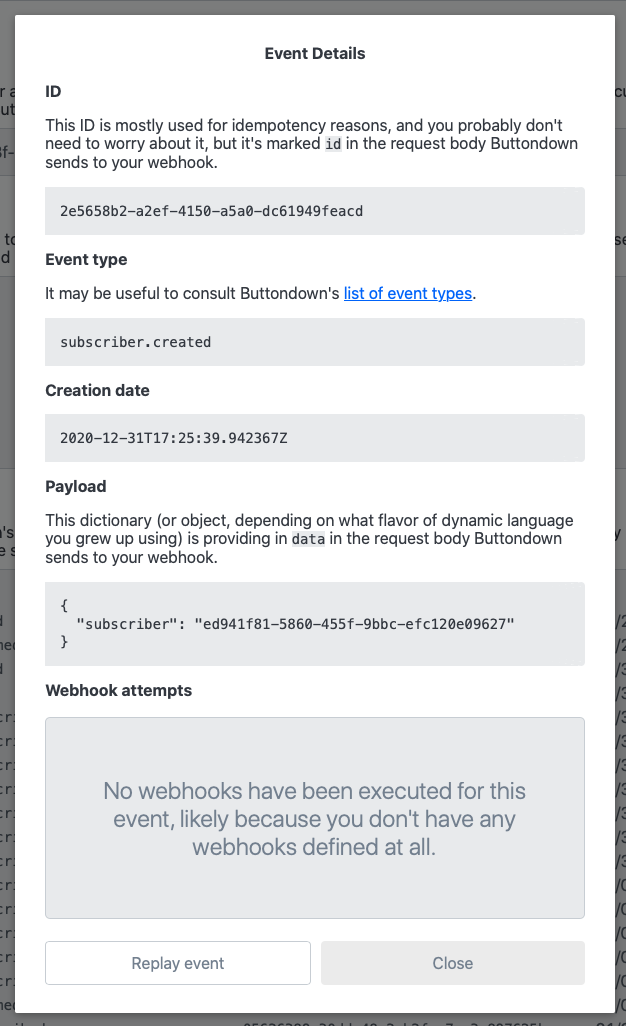 Event Details
ID
This ID is mostly used for idempotency reasons, and you probably don't
need to worry about it, but it's marked id in the request body Buttondown
sends to your webhook.
2e5658b2-a2ef-4150-a5a0-dc61949feacd
Event type
It may be useful to consult Buttondown's list of event types.
subscriber.created
Creation date
2020-12-31T17:25:39.942367Z
Payload
This dictionary (or object, depending on what flavor of dynamic language
you grew up using) is providing in data in the request body Buttondown
sends to your webhook.
{
"subscriber": "ed941f81-5860-455f-9bbc-efc120e09627"
}
Webhook attempts
No webhooks have been executed for this
event, likely because you don't have any
webhooks defined at all.
Replay event
Close